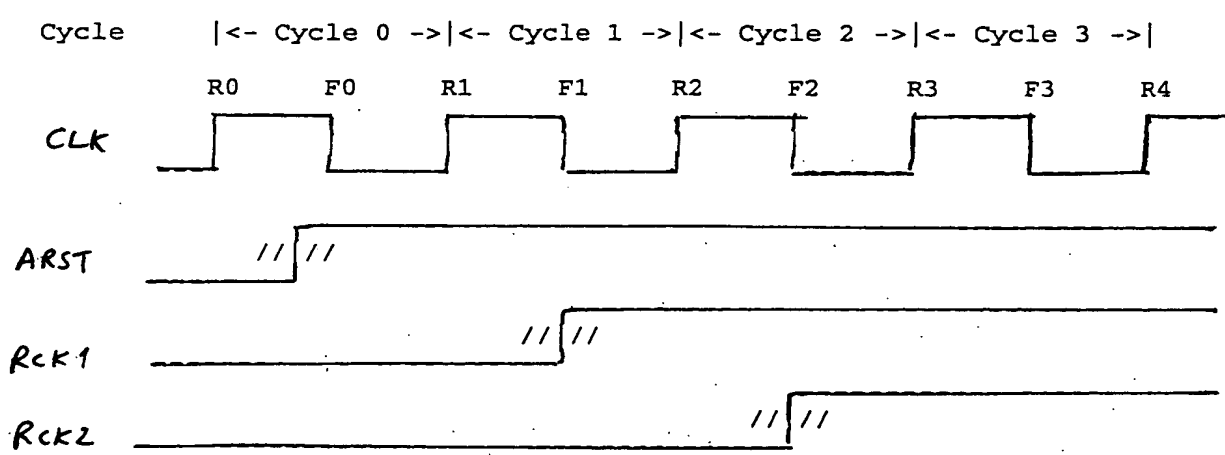 Cycle |<- Cycle 0 ->|<- Cycle 1 ->|<- Cycle 2 ->|<- Cycle 3 ->|
R0 F0 R1 F1 R2 F2 R3 F3 R4
CLK
ARST // //
RCK1 // //
RCK2 // //